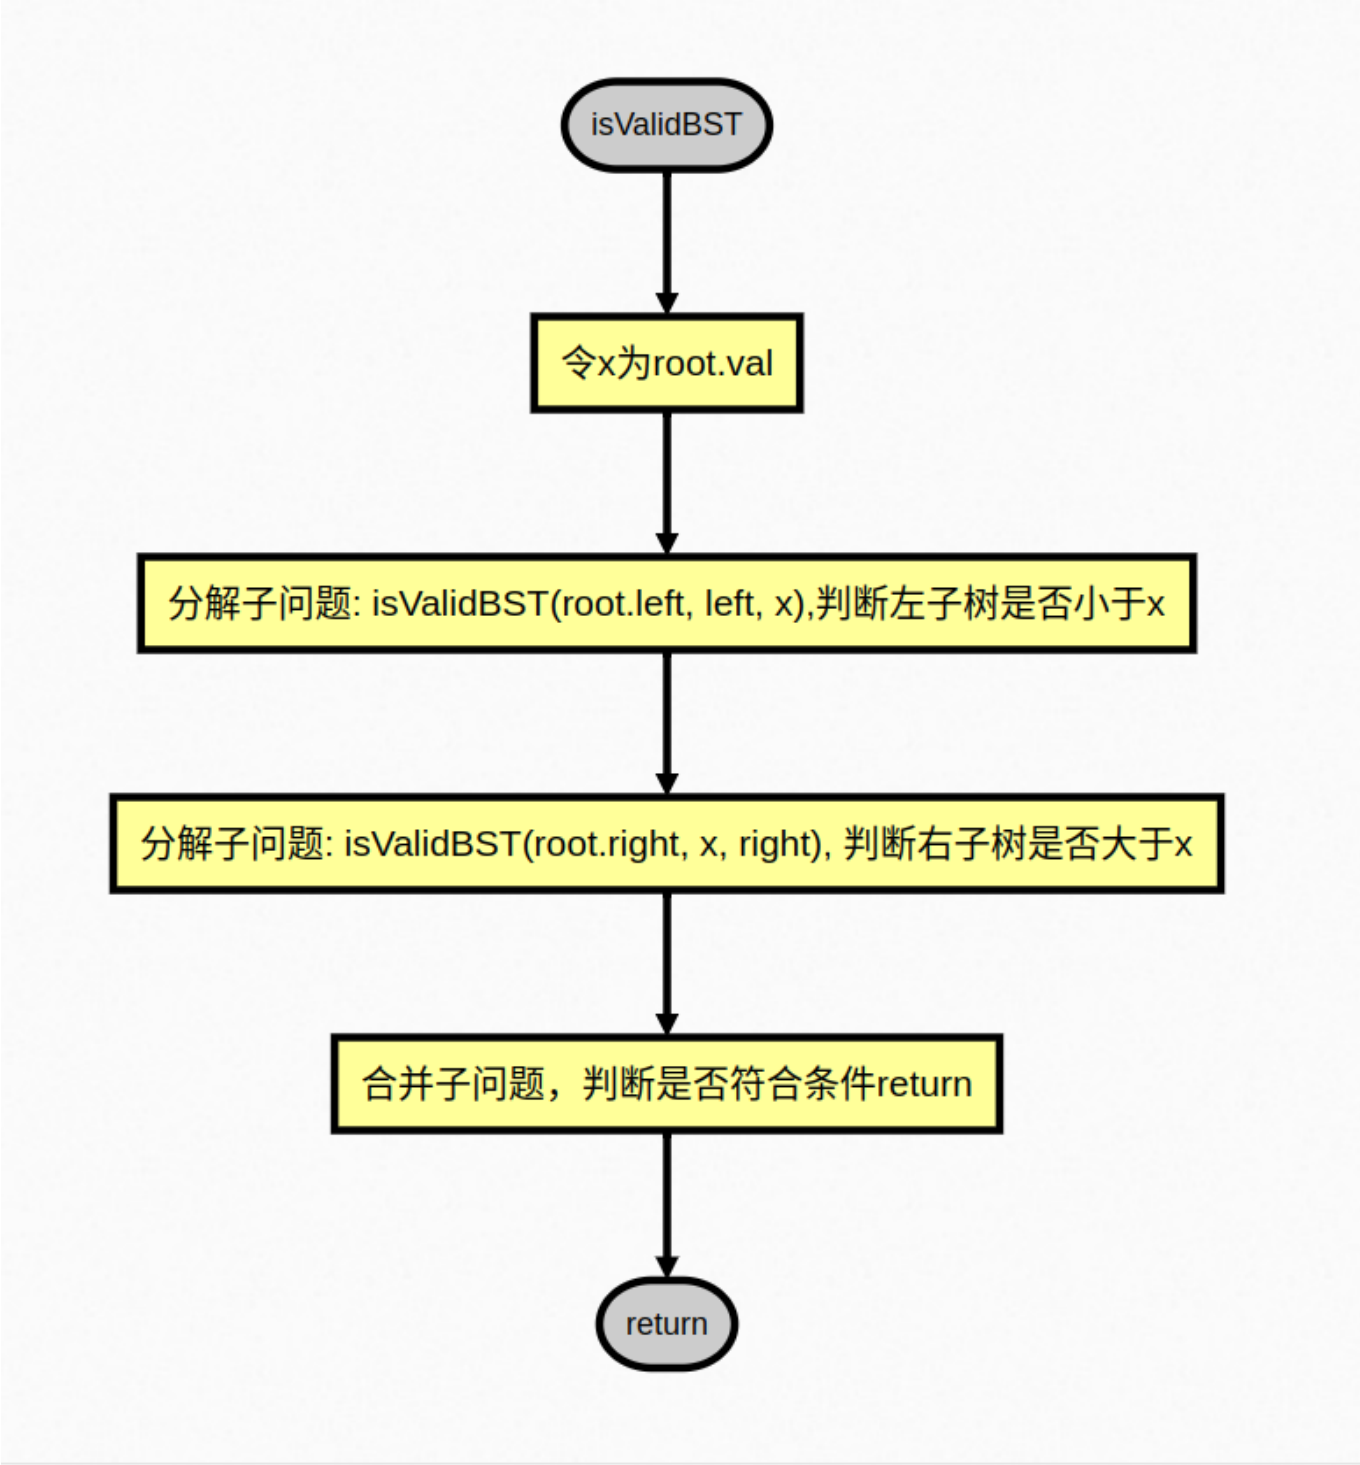 isValidBST
令x为root.val
分解子问题: isValidBST(root.left, left, x),判断左子树是否小于x
分解子问题: isValidBST(root.right, x, right), 判断右子树是否大于x
合并子问题，判断是否符合条件return
return